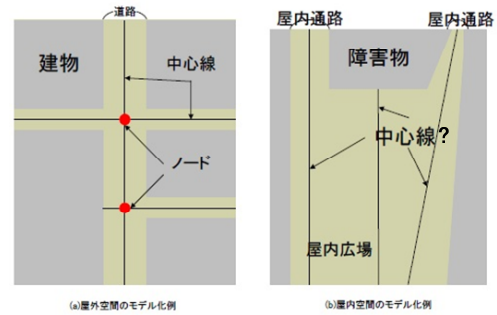 道路
建物
中心線
ノード
(a)屋外空間のモデル化例
屋内通路
屋内通路
障害物
中心線?
屋内広場
(b)屋内空間のモデル化例